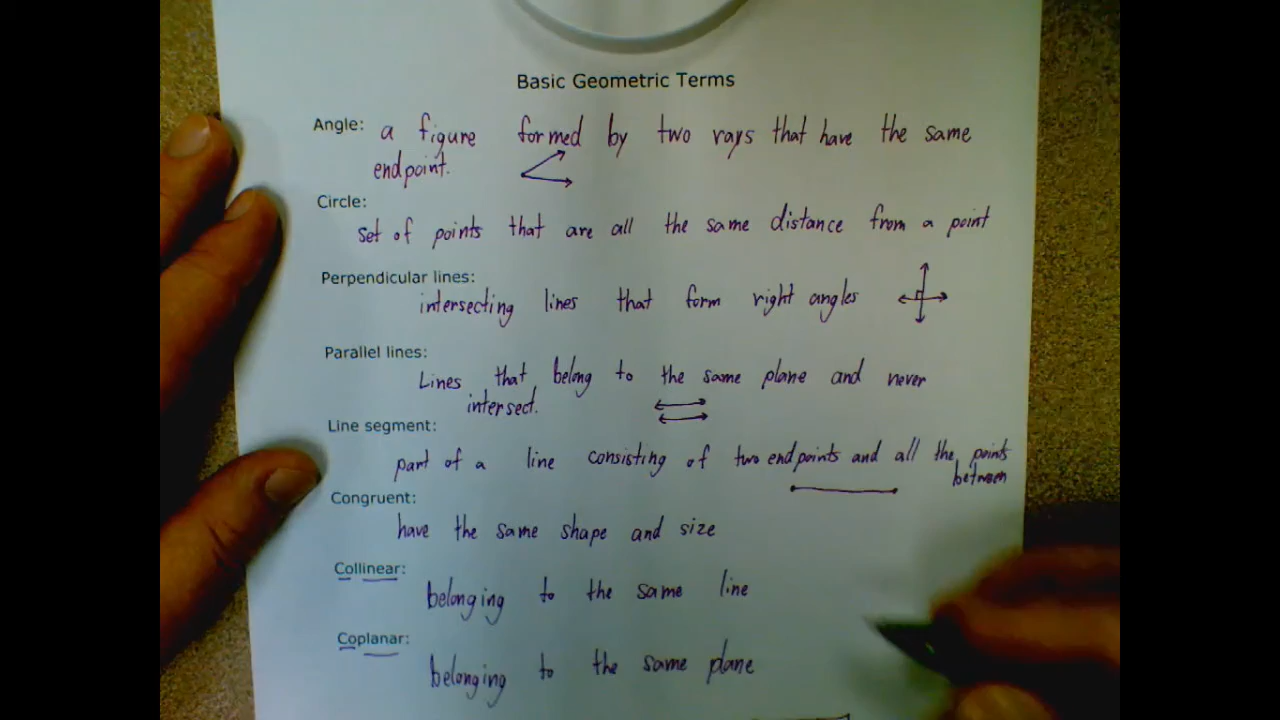 Basic Geometric Terms
Angle: a figure formed by two rays that have the same
endpoint.
Circle:
set of points that are all the same distance from a point
Perpendicular lines:
intersecting lines that form right angles
Parallel lines:
Lines that belong to the same plane and never
intersect.
Line segment:
part of a line consisting of two endpoints and all the points
between
Congruent:
have the same shape and size
Collinear:
belonging to the same line
Coplanar:
belonging to the same plane